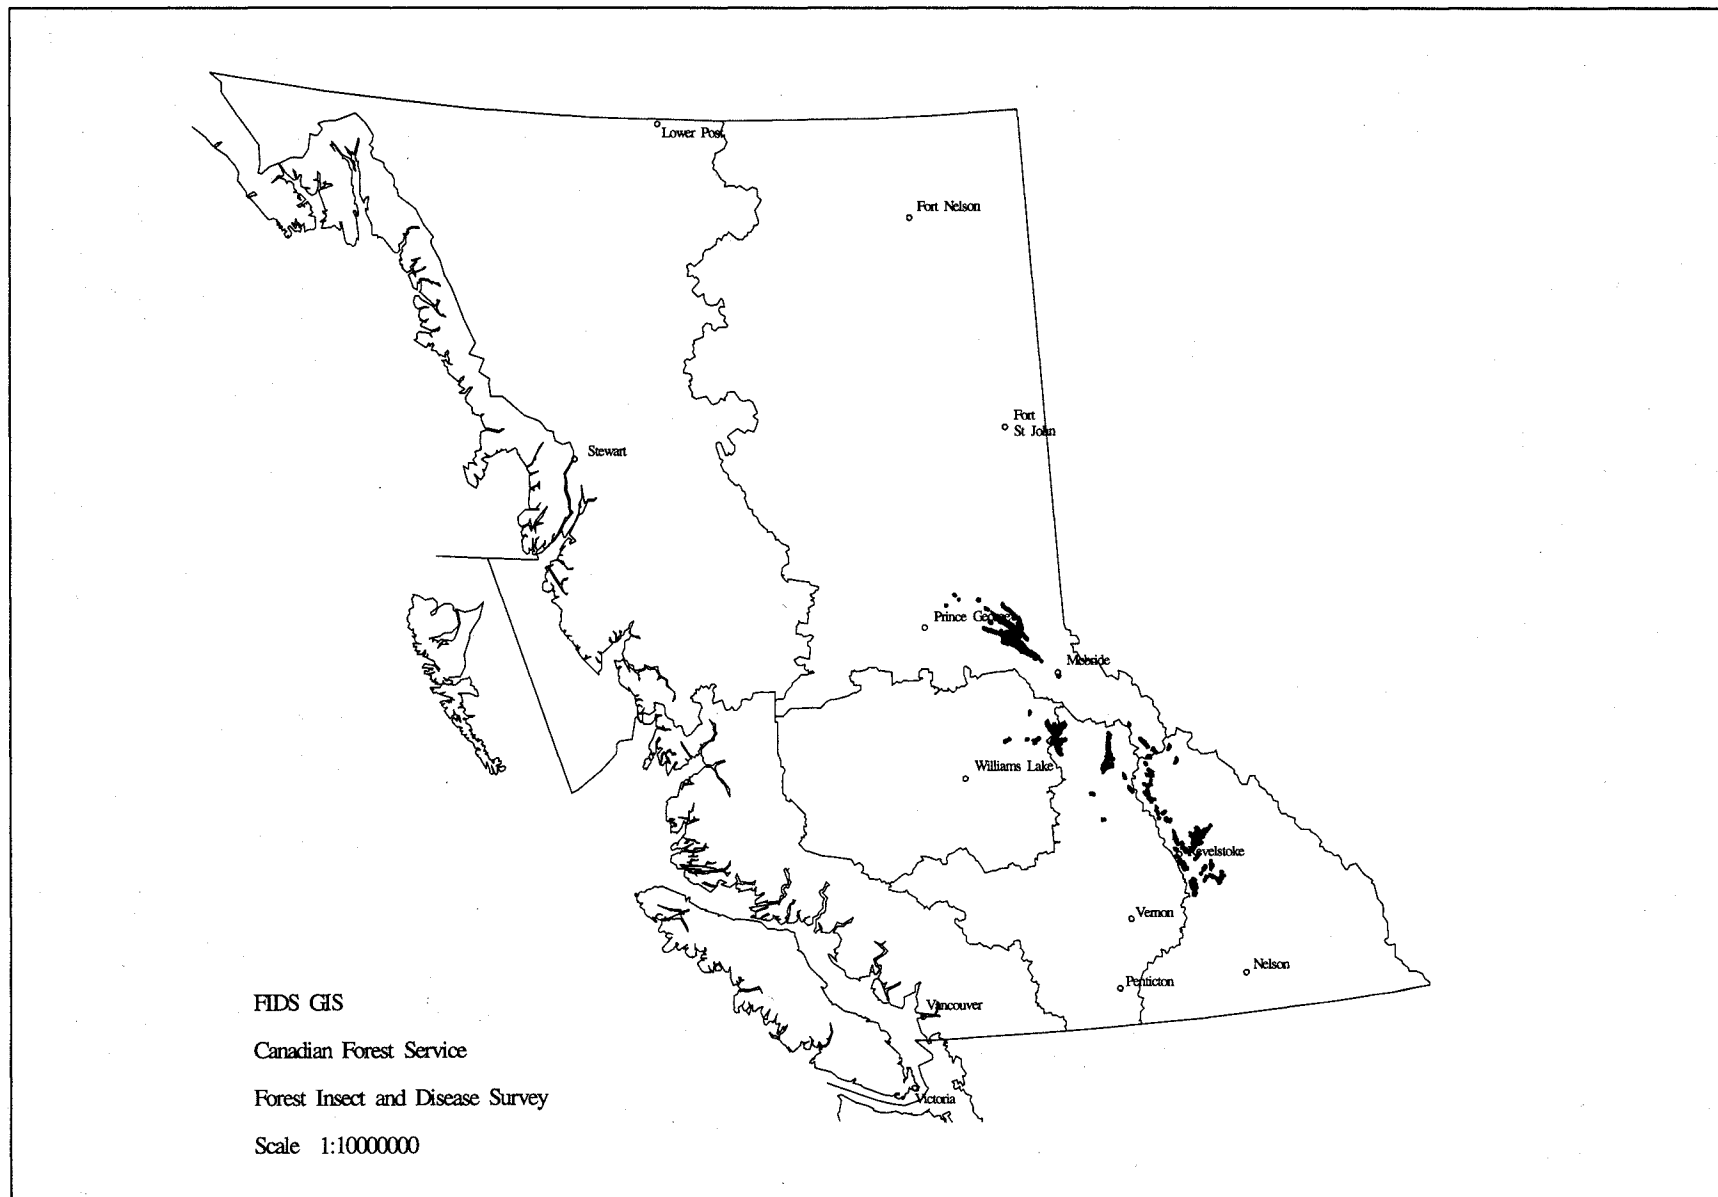 Lower Post
Fort Nelson
Fort
St John
Stewart
Prince George
Mcbride
Williams Lake
Revelstoke
Vernon
Nelson
Penticton
Vancouver
Victoria
FIDS GIS
Canadian Forest Service
Forest Insect and Disease Survey
Scale 1:10000000